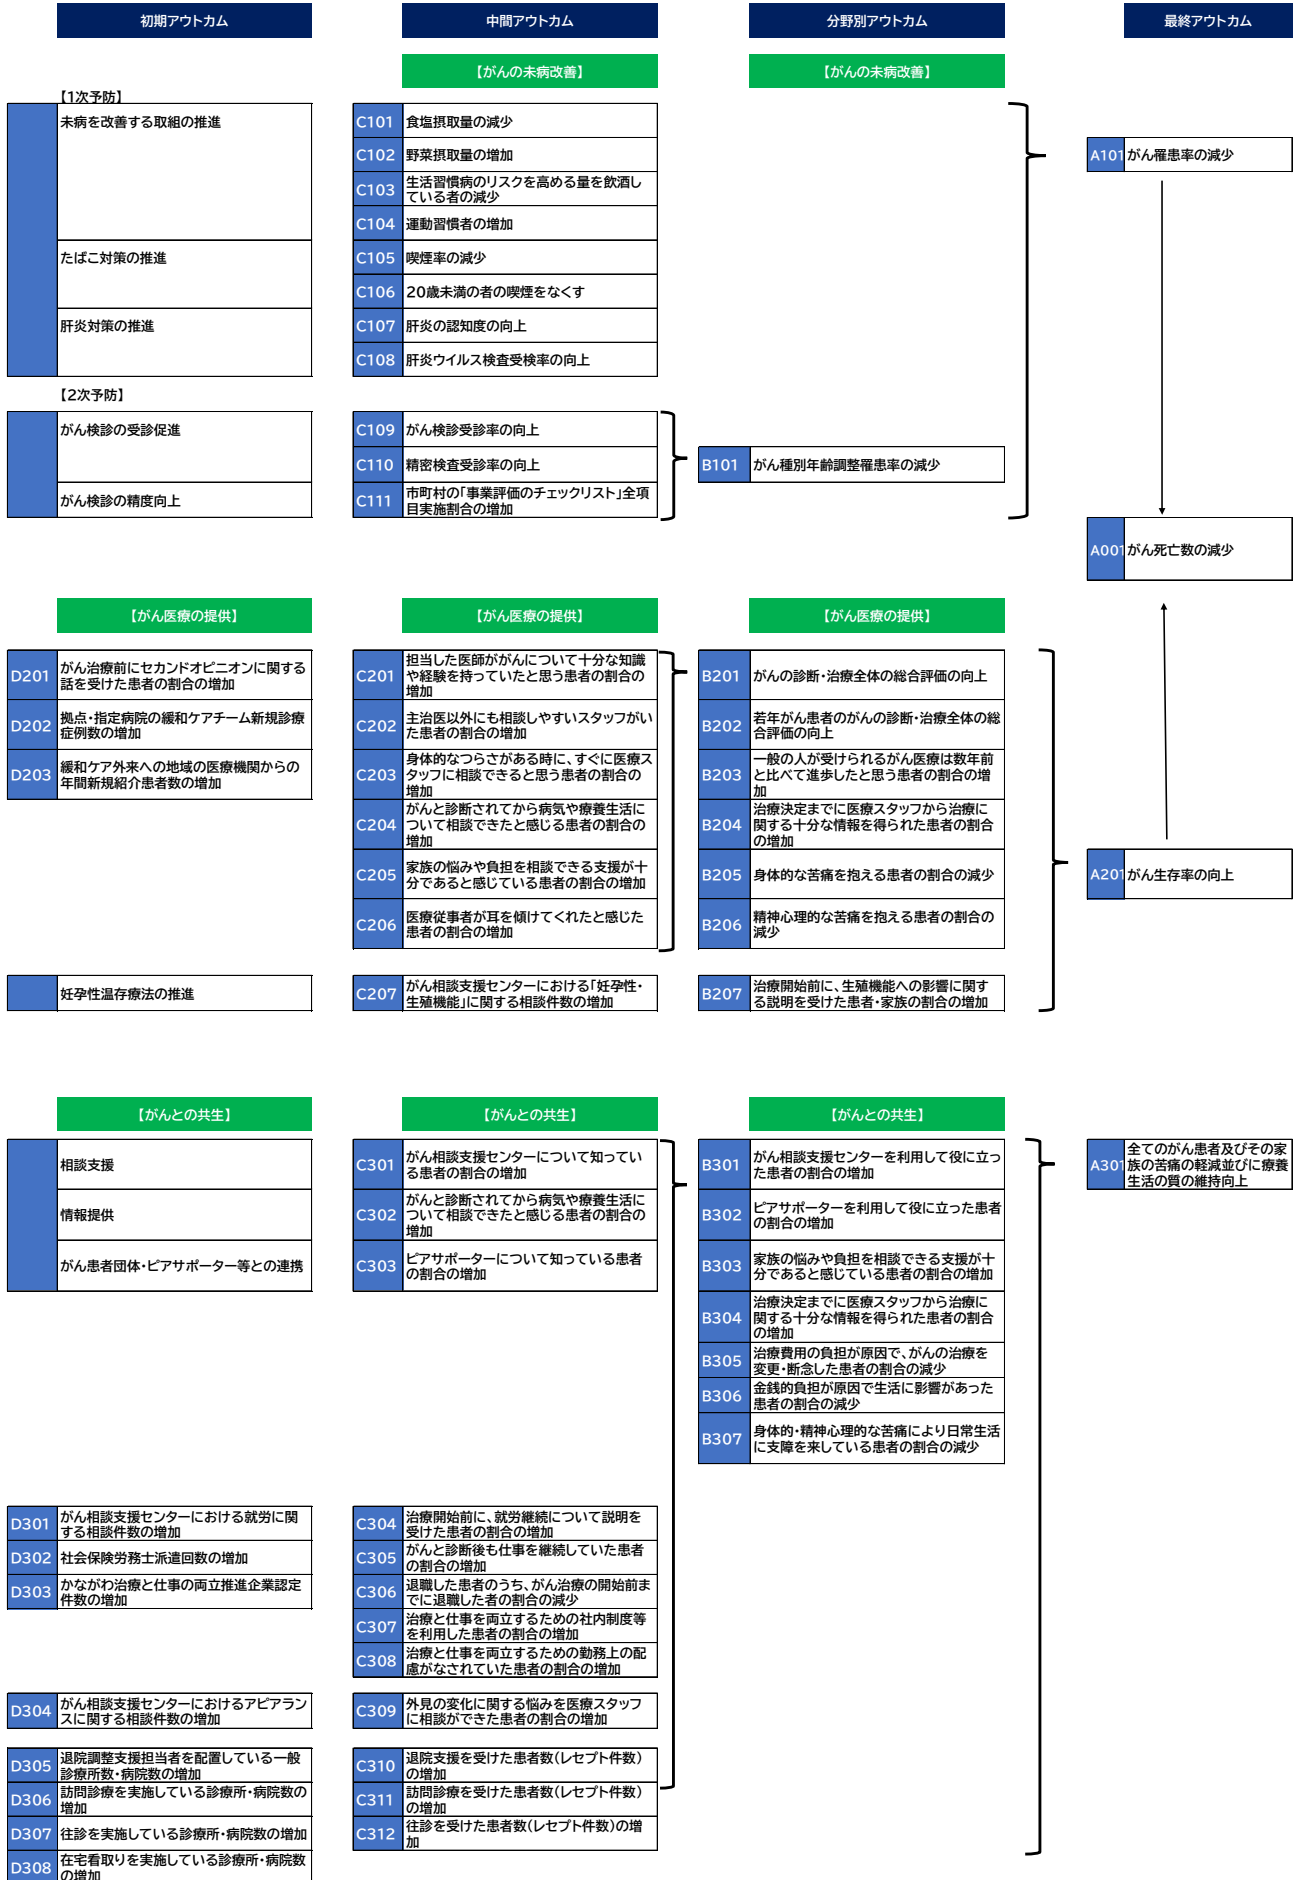 初期アウトカム
中間アウトカム
分野別アウトカム
最終アウトカム
【がんの未病改善】
【がんの未病改善】
【1次予防】
未病を改善する取組の推進
たばこ対策の推進
肝炎対策の推進
C101 食塩摂取量の減少
C102 野菜摂取量の増加
C103 生活習慣病のリスクを高める量を飲酒し
ている者の減少
C104 運動習慣者の増加
C105 喫煙率の減少
C106 20歳未満の者の喫煙をなくす
C107 肝炎の認知度の向上
C108 肝炎ウイルス検査受検率の向上
A101 がん罹患率の減少
【2次予防】
がん検診の受診促進
がん検診の精度向上
C109 がん検診受診率の向上
C110 精密検査受診率の向上
C111 市町村の「事業評価のチェックリスト」全項
目実施割合の増加
B101 がん種別年齢調整罹患率の減少
A001 がん死亡数の減少
【がん医療の提供】
【がん医療の提供】
【がん医療の提供】
D201 がん治療前にセカンドオピニオンに関する
話を受けた患者の割合の増加
D202 拠点・指定病院の緩和ケアチーム新規診療
症例数の増加
D203 緩和ケア外来への地域の医療機関からの
年間新規紹介患者数の増加
妊孕性温存療法の推進
C201 担当した医師ががんについて十分な知識
や経験を持っていたと思う患者の割合の
増加
C202 主治医以外にも相談しやすいスタッフがい
た患者の割合の増加
C203 身体的なつらさがある時に、すぐに医療ス
タッフに相談できると思う患者の割合の
増加
C204 がんと診断されてから病気や療養生活に
ついて相談できたと感じる患者の割合の
増加
C205 家族の悩みや負担を相談できる支援が十
分であると感じている患者の割合の増加
C206 医療従事者が耳を傾けてくれたと感じた
患者の割合の増加
C207 がん相談支援センターにおける「妊孕性・
生殖機能」に関する相談件数の増加
B201 がんの診断・治療全体の総合評価の向上
B202 若年がん患者のがんの診断・治療全体の総
合評価の向上
B203 一般の人が受けられるがん医療は数年前
と比べて進歩したと思う患者の割合の増
加
B204 治療決定までに医療スタッフから治療に
関する十分な情報を得られた患者の割合
の増加
B205 身体的な苦痛を抱える患者の割合の減少
B206 精神心理的な苦痛を抱える患者の割合の
減少
B207 治療開始前に、生殖機能への影響に関す
る説明を受けた患者・家族の割合の増加
A201 がん生存率の向上
【がんとの共生】
【がんとの共生】
【がんとの共生】
相談支援
情報提供
がん患者団体・ピアサポーター等との連携
C301 がん相談支援センターについて知ってい
る患者の割合の増加
C302 がんと診断されてから病気や療養生活に
ついて相談できたと感じる患者の割合の
増加
C303 ピアサポーターについて知っている患者
の割合の増加
B301 がん相談支援センターを利用して役に立っ
た患者の割合の増加
B302 ピアサポーターを利用して役に立った患者
の割合の増加
B303 家族の悩みや負担を相談できる支援が十
分であると感じている患者の割合の増加
B304 治療決定までに医療スタッフから治療に
関する十分な情報を得られた患者の割合
の増加
B305 治療費用の負担が原因で、がんの治療を
変更・断念した患者の割合の減少
B306 金銭的負担が原因で生活に影響があった
患者の割合の減少
B307 身体的・精神心理的な苦痛により日常生活
に支障を来している患者の割合の減少
A301 全てのがん患者及びその家
族の苦痛の軽減並びに療養
生活の質の維持向上
D301 がん相談支援センターにおける就労に関
する相談件数の増加
D302 社会保険労務士派遣回数の増加
D303 かながわ治療と仕事の両立推進企業認定
件数の増加
C304 治療開始前に、就労継続について説明を
受けた患者の割合の増加
C305 がんと診断後も仕事を継続していた患者
の割合の増加
C306 退職した患者のうち、がん治療の開始前ま
でに退職した者の割合の減少
C307 治療と仕事を両立するための社内制度等
を利用した患者の割合の増加
C308 治療と仕事を両立するための勤務上の配
慮がなされていた患者の割合の増加
D304 がん相談支援センターにおけるアピアラン
スに関する相談件数の増加
C309 外見の変化に関する悩みを医療スタッフ
に相談ができた患者の割合の増加
D305 退院調整支援担当者を配置している一般
診療所数・病院数の増加
D306 訪問診療を実施している診療所・病院数の
増加
D307 往診を実施している診療所・病院数の増加
D308 在宅看取りを実施している診療所・病院数
の増加
C310 退院支援を受けた患者数(レセプト件数)
の増加
C311 訪問診療を受けた患者数(レセプト件数)
の増加
C312 往診を受けた患者数(レセプト件数)の増
加